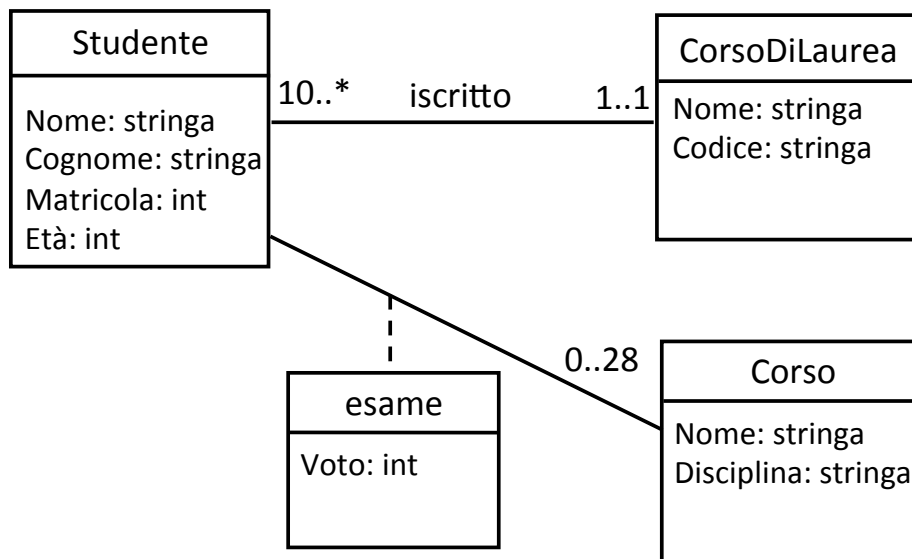 Studente
Nome: stringa
Cognome: stringa
Matricola: int
Età: int
10..*
iscritto
1..1
CorsoDiLaurea
Nome: stringa
Codice: stringa
esame
Voto: int
0..28
Corso
Nome: stringa
Disciplina: stringa